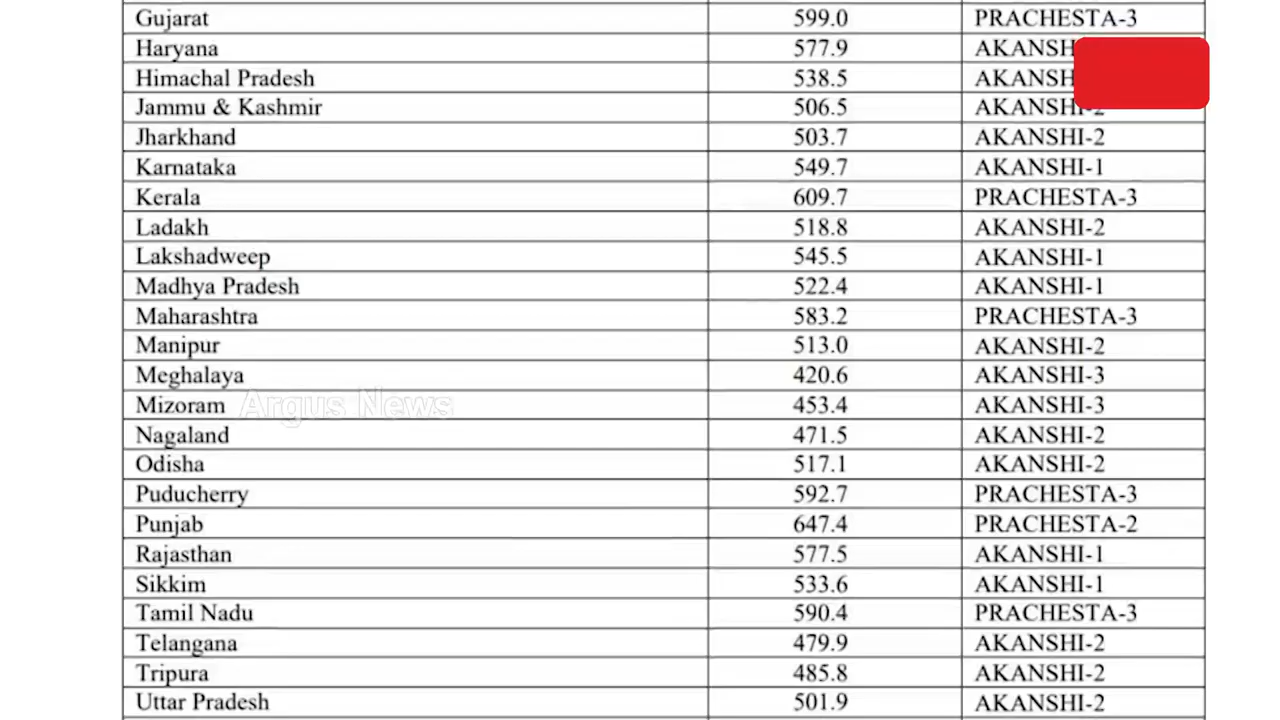 Gujarat 599.0 PRACHESTA-3
Haryana 577.9
Himachal Pradesh 538.5
Jammu & Kashmir 506.5 AKANSHI-2
Jharkhand 503.7 AKANSHI-2
Karnataka 549.7 AKANSHI-1
Kerala 609.7 PRACHESTA-3
Ladakh 518.8 AKANSHI-2
Lakshadweep 545.5 AKANSHI-1
Madhya Pradesh 522.4 AKANSHI-1
Maharashtra 583.2 PRACHESTA-3
Manipur 513.0 AKANSHI-2
Meghalaya 420.6 AKANSHI-3
Mizoram 453.4 AKANSHI-3
Argus News
Nagaland 471.5 AKANSHI-2
Odisha 517.1 AKANSHI-2
Puducherry 592.7 PRACHESTA-3
Punjab 647.4 PRACHESTA-2
Rajasthan 577.5 AKANSHI-1
Sikkim 533.6 AKANSHI-1
Tamil Nadu 590.4 PRACHESTA-3
Telangana 479.9 AKANSHI-2
Tripura 485.8 AKANSHI-2
Uttar Pradesh 501.9 AKANSHI-2